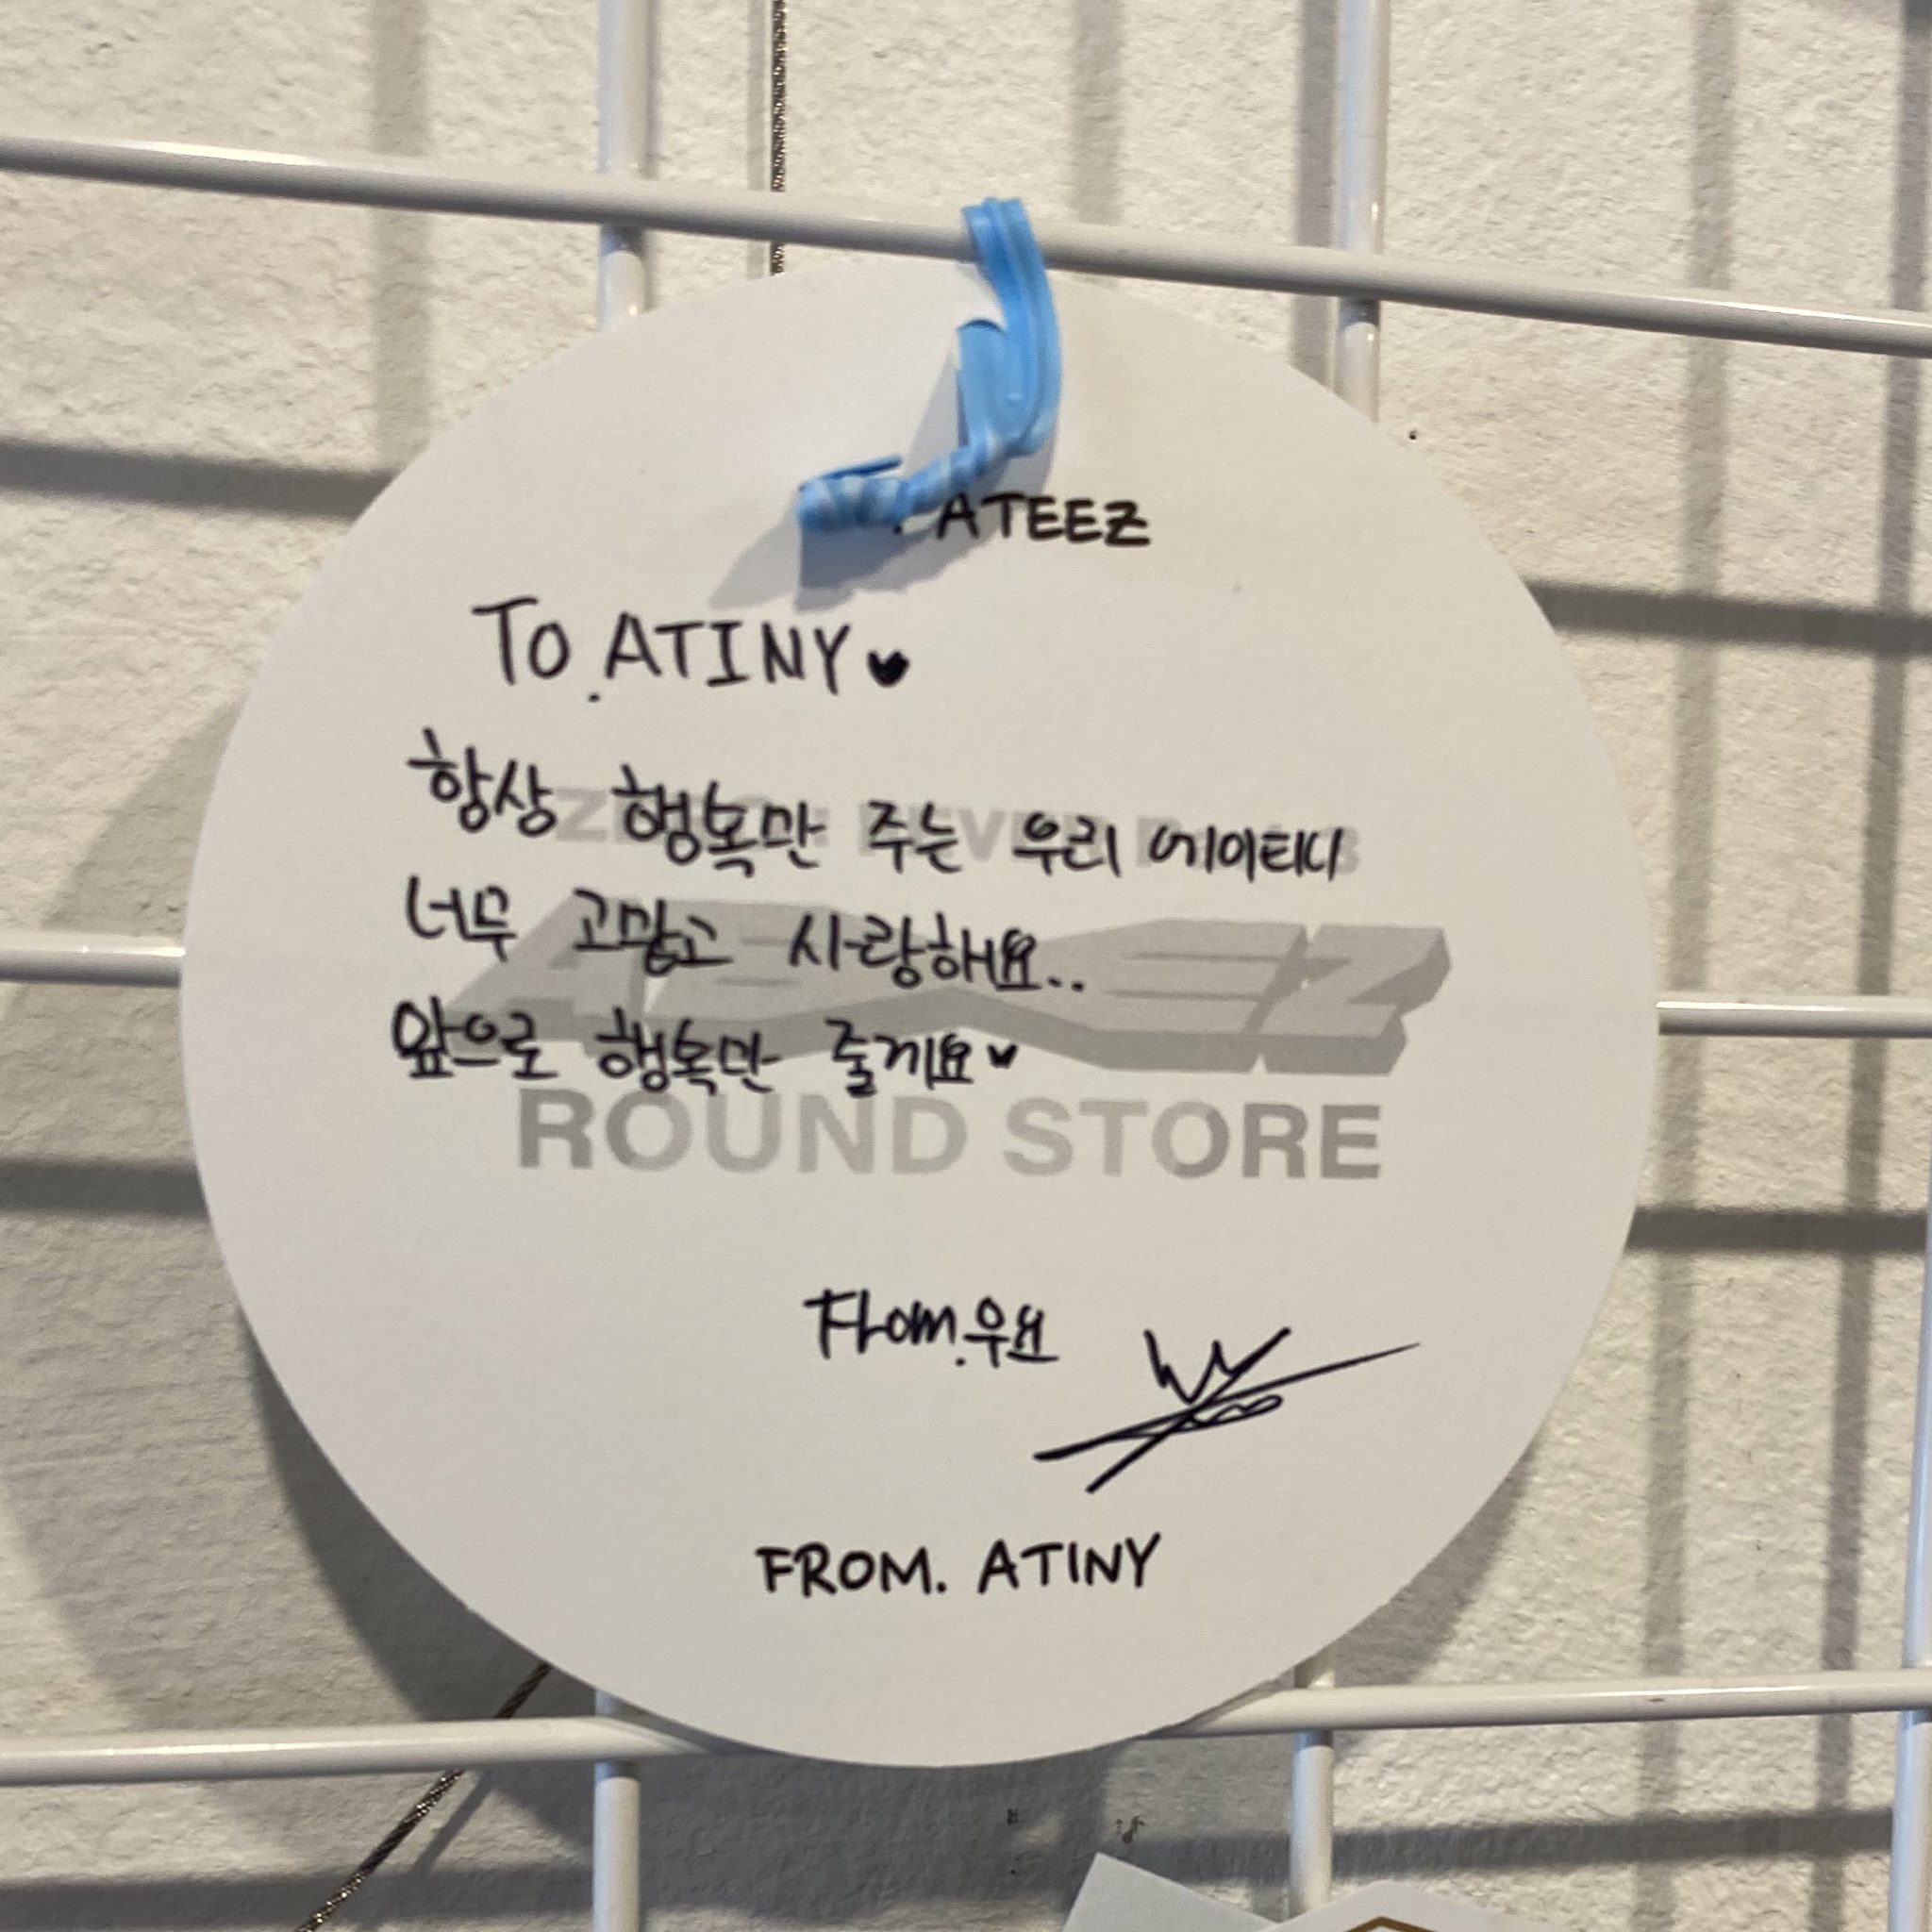 ATEEZ
To. ATINY♥
항상 행복만 주는 우리 에이티니
너무 고맙고 사랑해요..
앞으로 행복만 줄께요♥
ROUND STORE
From.우영
FROM. ATINY